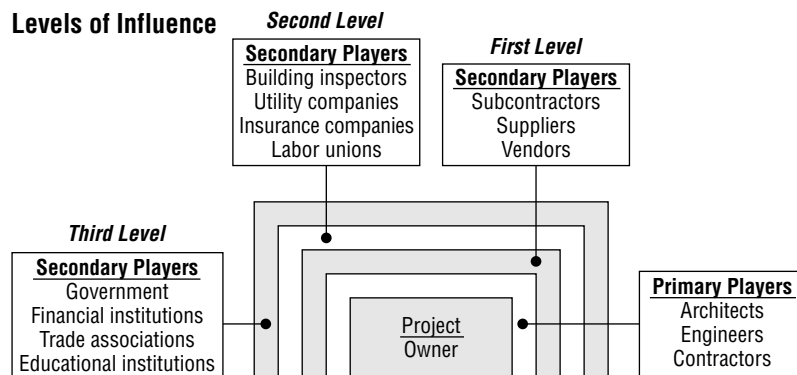 Levels of Influence
Second Level
Secondary Players
Building inspectors
Utility companies
Insurance companies
Labor unions
First Level
Secondary Players
Subcontractors
Suppliers
Vendors
Third Level
Secondary Players
Government
Financial institutions
Trade associations
Educational institutions
Project
Owner
Primary Players
Architects
Engineers
Contractors